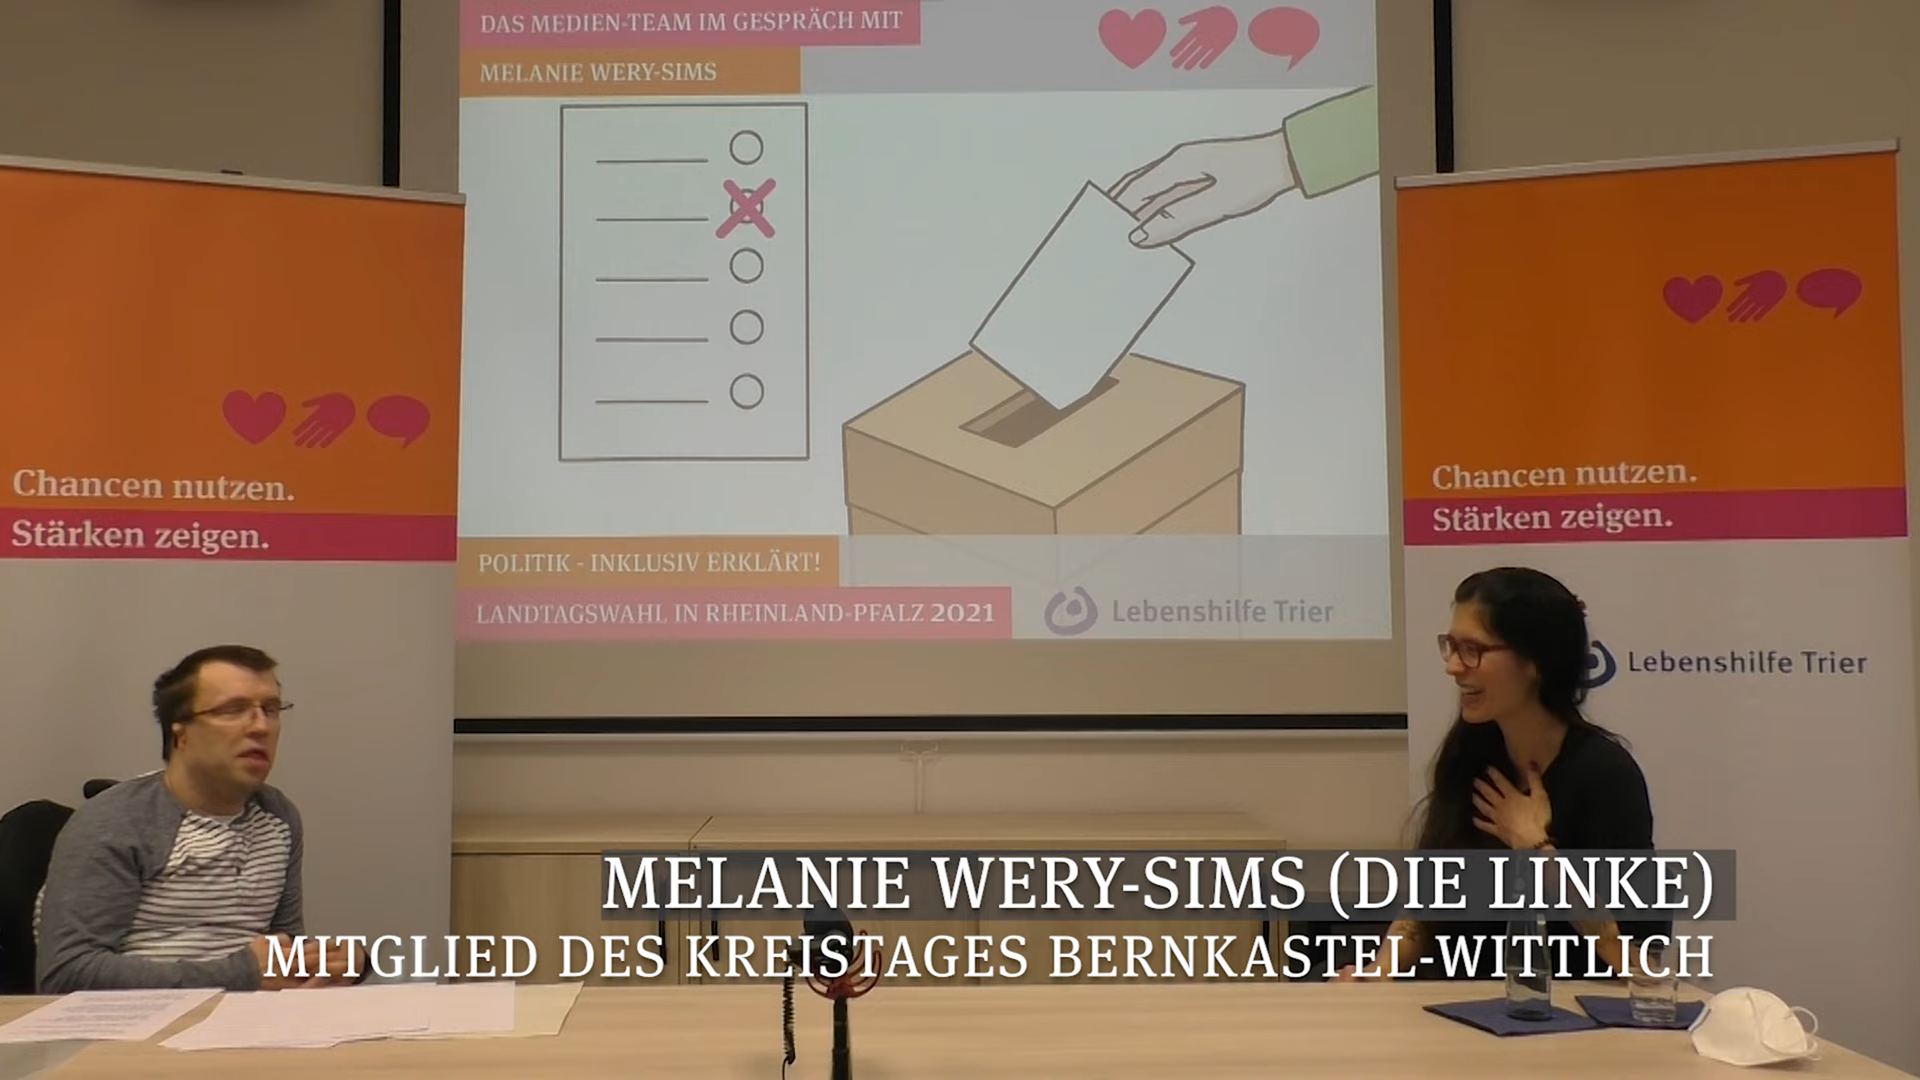 DAS MEDIEN-TEAM IM GESPRÄCH MIT
MELANIE WERY-SIMS
POLITIK - INKLUSIV ERKLÄRT!
LANDTAGSWAHL IN RHEINLAND-PFALZ 2021
Lebenshilfe Trier
Chancen nutzen.
Stärken zeigen.
Chancen nutzen.
Stärken zeigen.
Lebenshilfe Trier
MELANIE WERY-SIMS (DIE LINKE)
MITGLIED DES KREISTAGES BERNKASTEL-WITTLICH